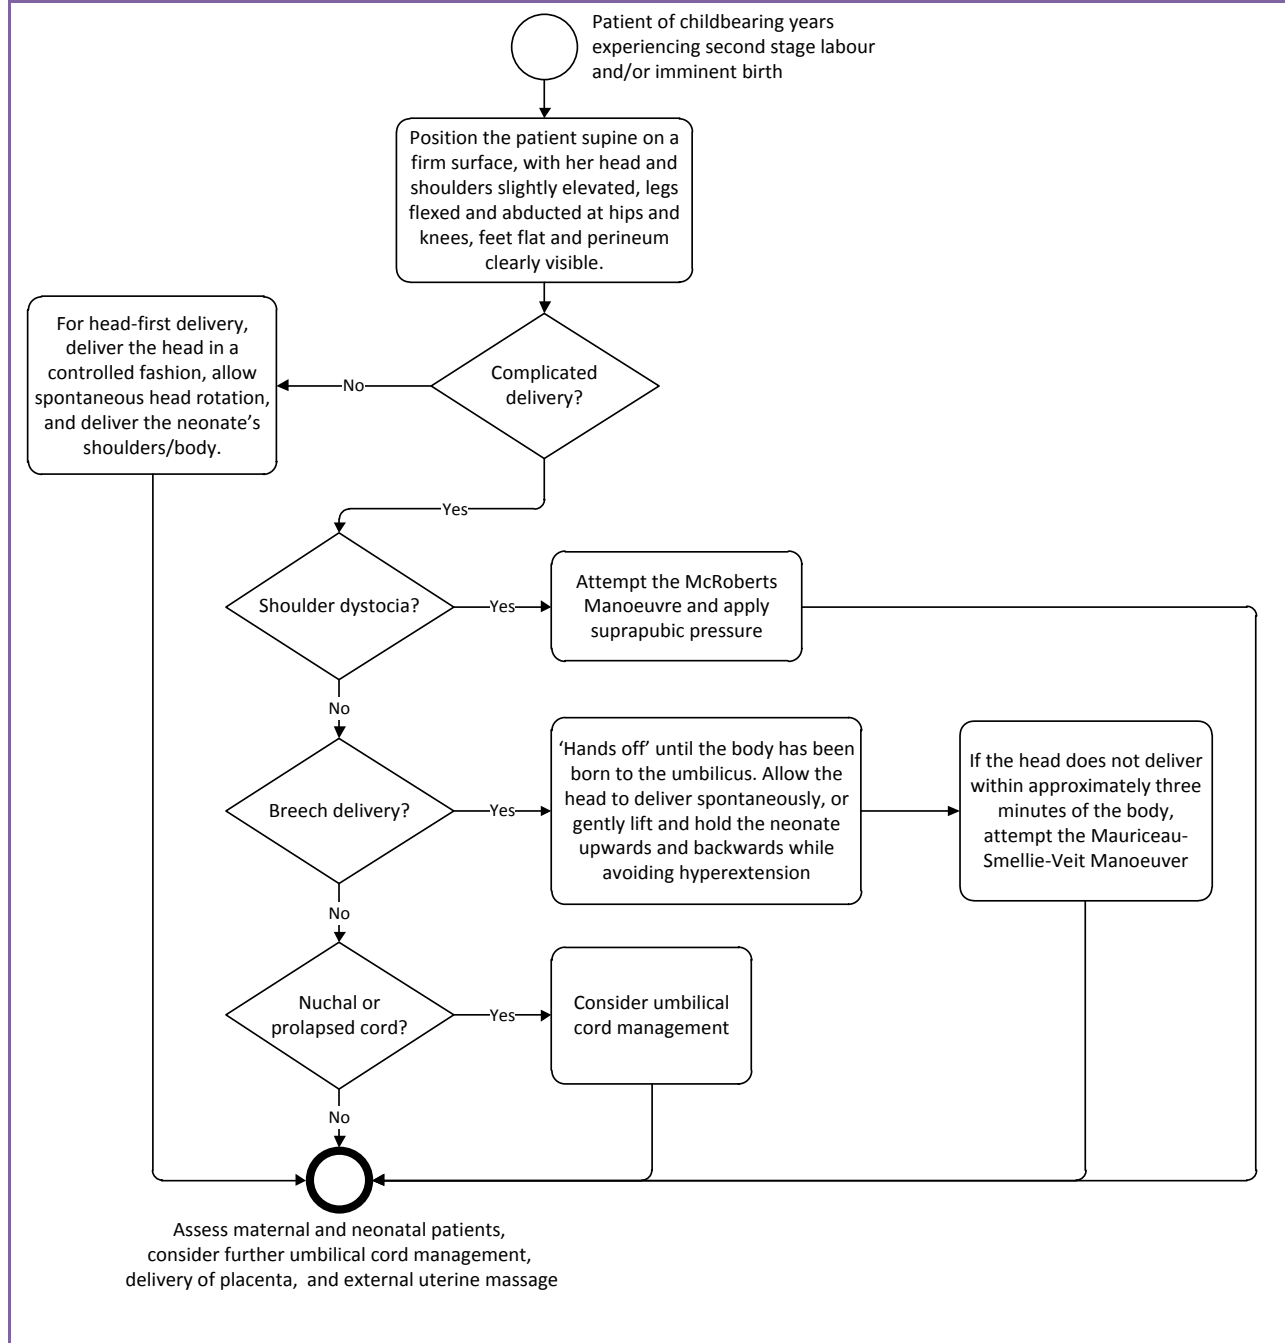 Patient of childbearing years
experiencing second stage labour
and/or imminent birth
Position the patient supine on a
firm surface, with her head and
shoulders slightly elevated, legs
flexed and abducted at hips and
knees, feet flat and perineum
clearly visible.
Complicated
delivery?
No
For head-first delivery,
deliver the head in a
controlled fashion, allow
spontaneous head rotation,
and deliver the neonate’s
shoulders/body.
Yes
Shoulder dystocia?
Yes
Attempt the McRoberts
Manoeuvre and apply
suprapubic pressure
No
Breech delivery?
Yes
‘Hands off’ until the body has been
born to the umbilicus. Allow the
head to deliver spontaneously, or
gently lift and hold the neonate
upwards and backwards while
avoiding hyperextension
If the head does not deliver
within approximately three
minutes of the body,
attempt the Mauriceau-
Smellie-Veit Manoeuver
No
Nuchal or
prolapsed cord?
Yes
Consider umbilical
cord management
No
Assess maternal and neonatal patients,
consider further umbilical cord management,
delivery of placenta,  and external uterine massage